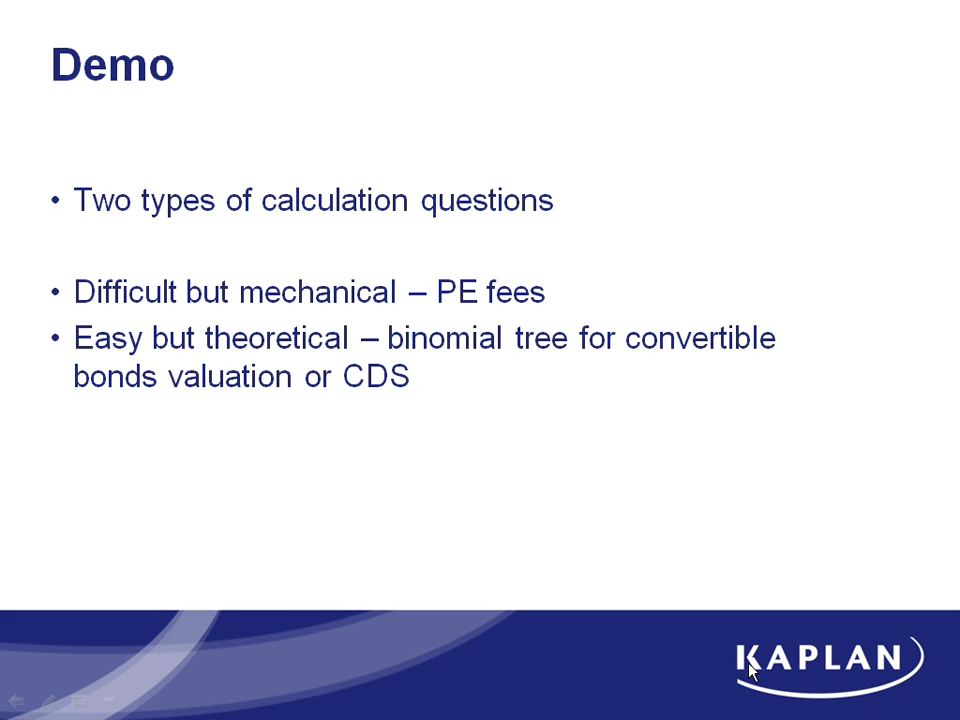 Demo
• Two types of calculation questions
• Difficult but mechanical – PE fees
• Easy but theoretical – binomial tree for convertible
bonds valuation or CDS
KAPLAN